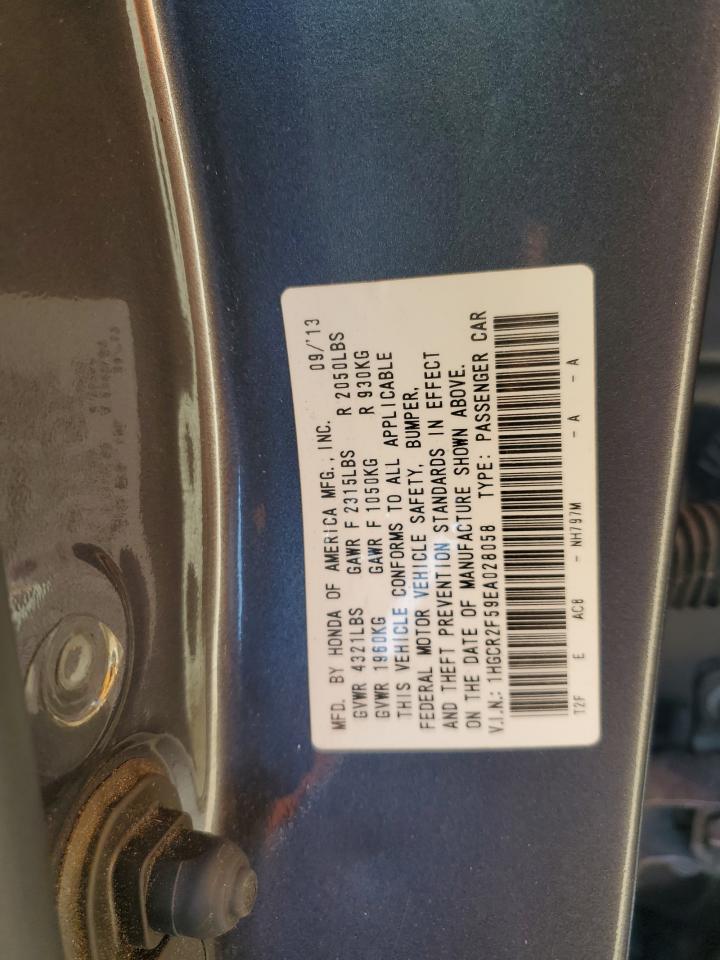 MFD. BY HONDA OF AMERICA MFG., INC. 09/'13
GVWR 4321LBS GAWR F 2315LBS R 2050LBS
GVWR 1960KG GAWR F 1050KG R 930KG
THIS VEHICLE CONFORMS TO ALL APPLICABLE
FEDERAL MOTOR VEHICLE SAFETY, BUMPER,
AND THEFT PREVENTION STANDARDS IN EFFECT
ON THE DATE OF MANUFACTURE SHOWN ABOVE.
V.I.N.: 1HGCR2F59EA028058 TYPE: PASSENGER CAR
T2F E AC8 - NH797M - A - A